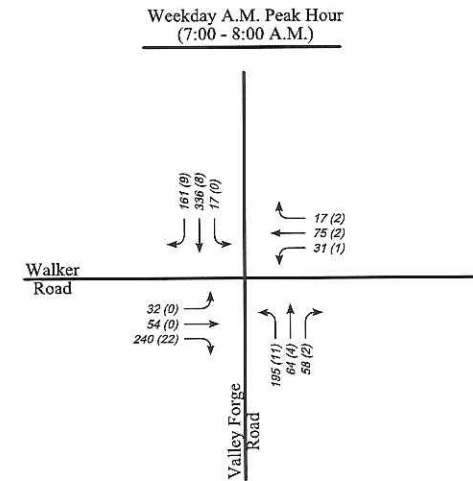 Weekday A.M. Peak Hour
(7:00 - 8:00 A.M.)
161 (9)
336 (8)
17 (0)
17 (2)
75 (2)
31 (1)
Walker
Road
32 (0)
54 (0)
240 (22)
195 (11)
64 (4)
58 (2)
Valley Forge
Road